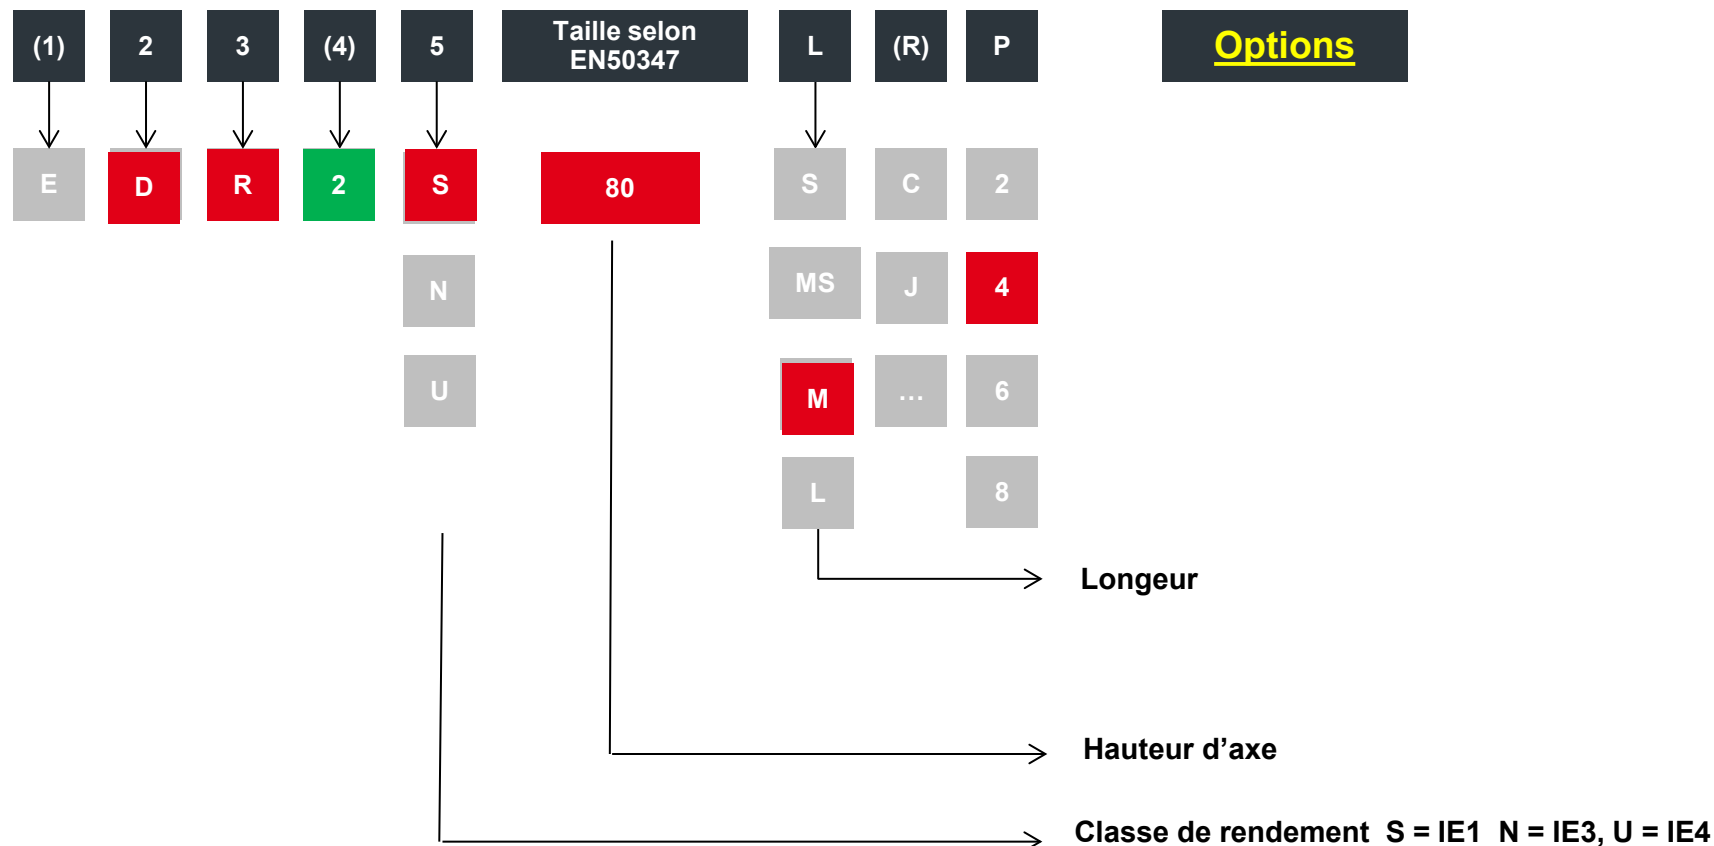 (1) 2 3 (4) 5 Taille selon EN50347 L (R) P Options
E D R 2 S 80 S C 2
N MS J 4
U M … 6
L 8
Longeur
Hauteur d’axe
Classe de rendement S = IE1 N = IE3, U = IE4